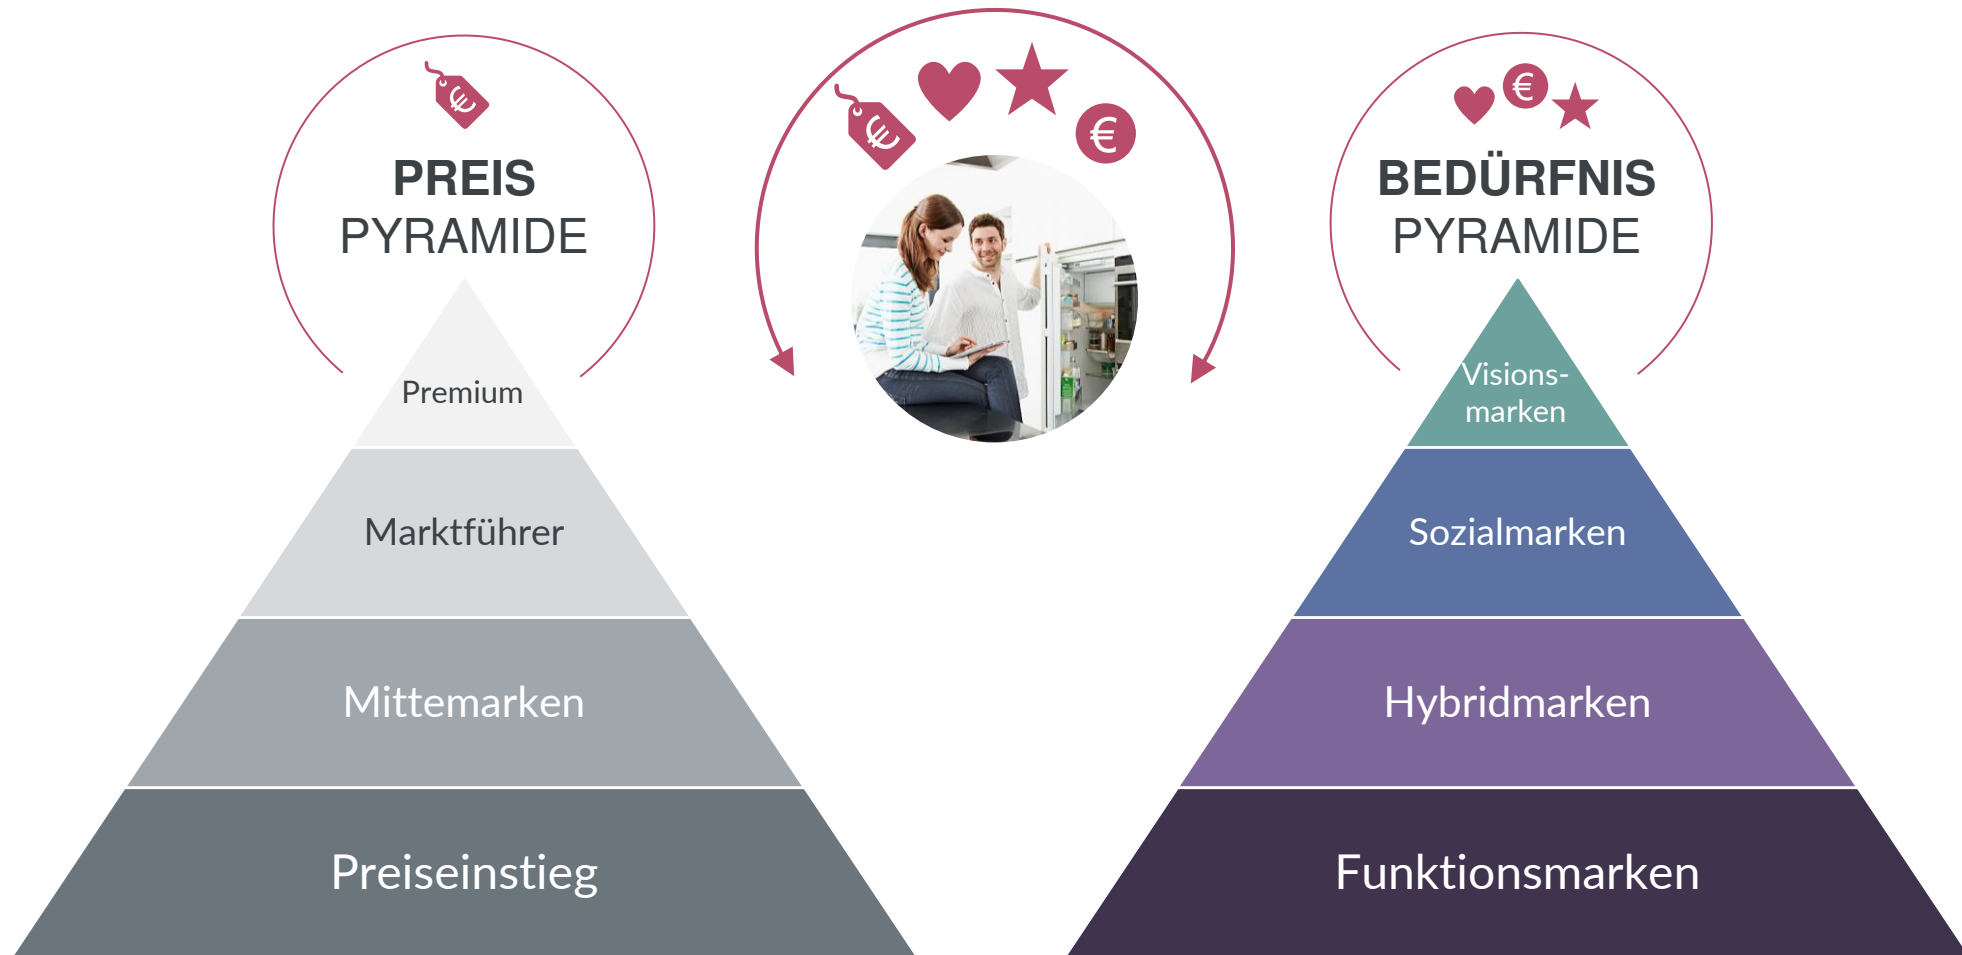 PREIS
PYRAMIDE
Premium
Marktführer
Mittemarken
Preiseinstieg
€
€
BEDÜRFNIS
PYRAMIDE
Visions-
marken
Sozialmarken
Hybridmarken
Funktionsmarken
€
€